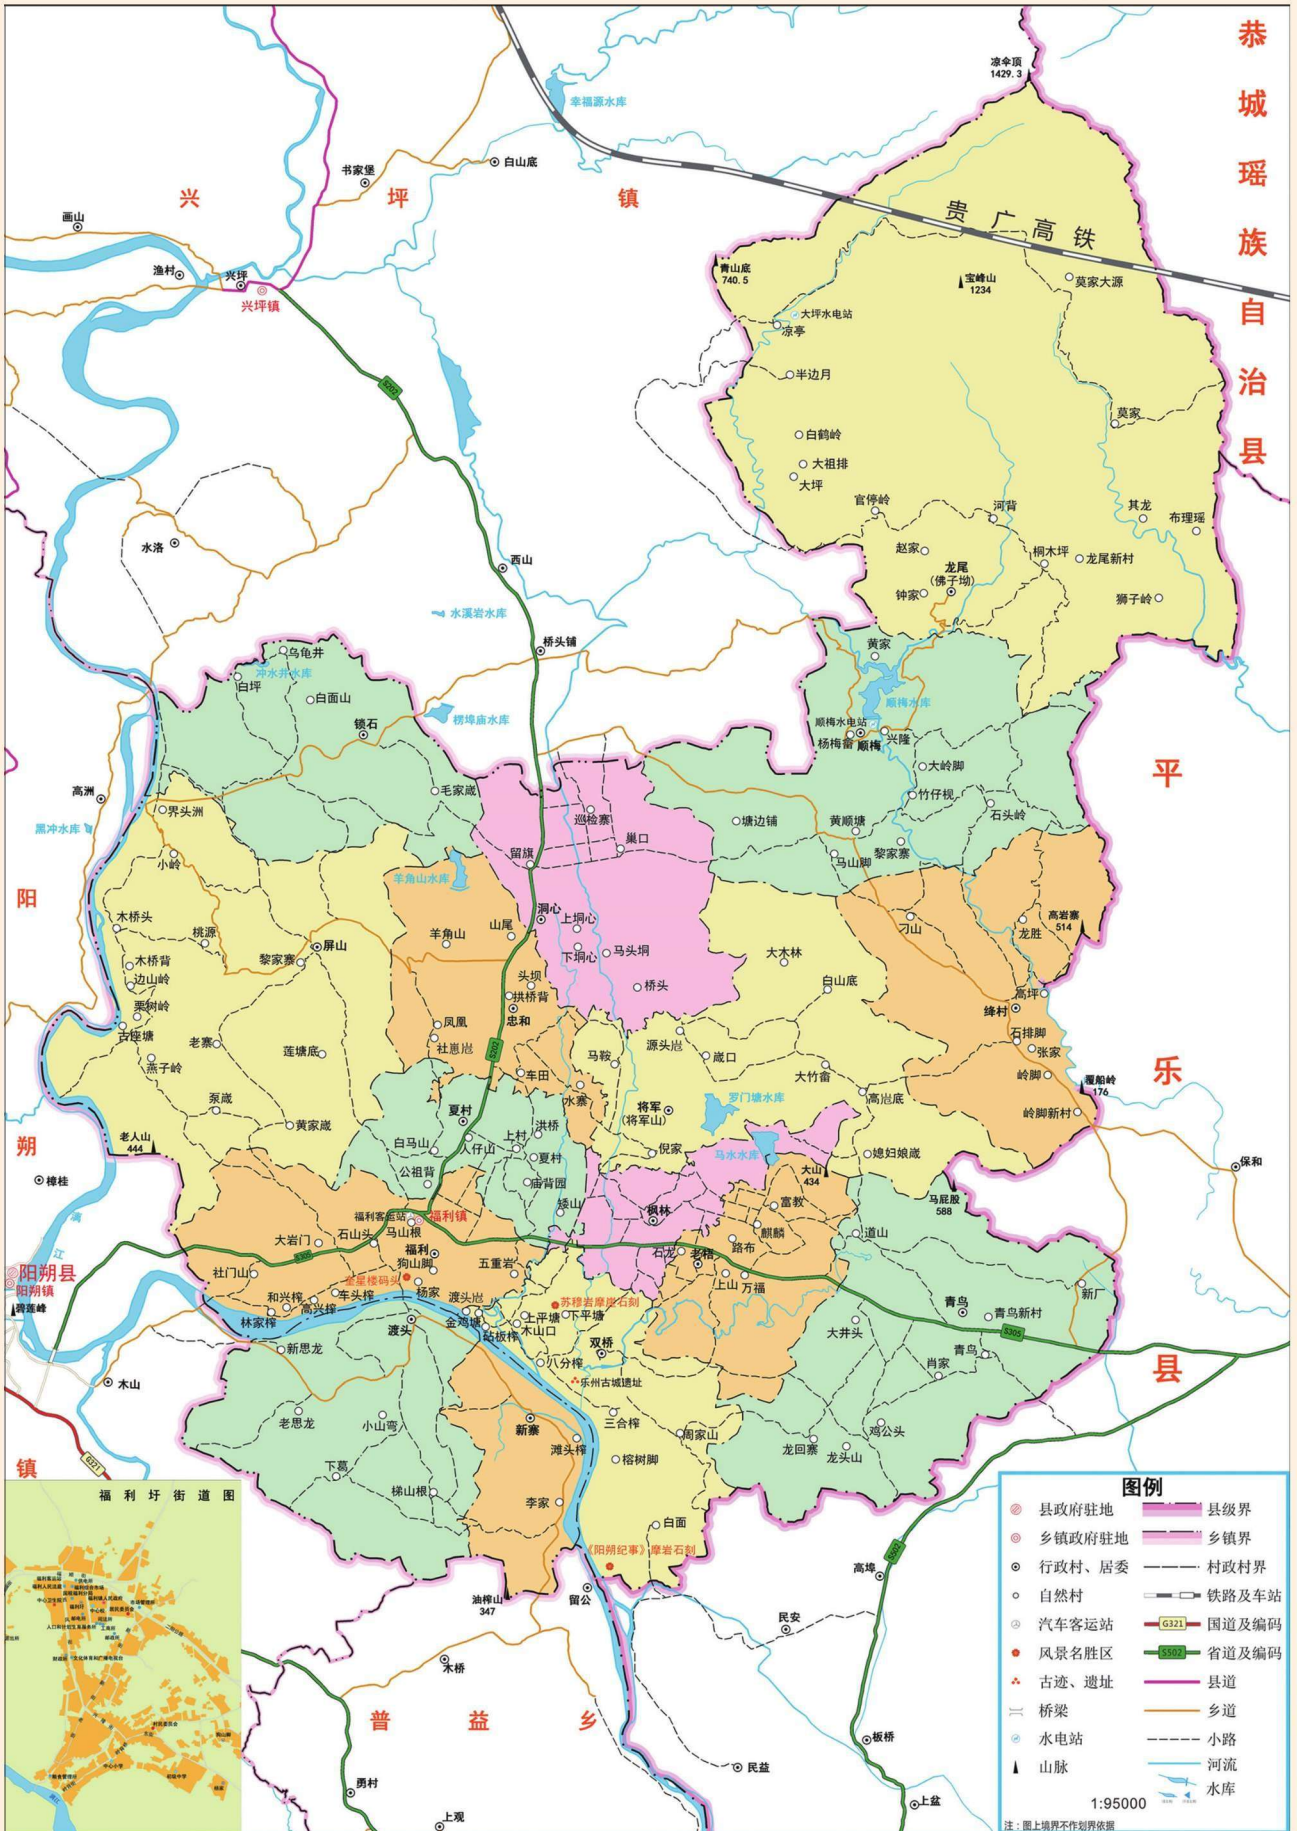 恭城瑶族自治县
凉伞顶
1429.3
幸福源水库
白山底
书家堡
兴坪镇
画山
渔村
兴坪
兴坪镇
贵广高铁
青山底
740.5
宝峰山
1234
莫家大源
大坪水电站
凉亭
S202
半边月
莫家
白鹤岭
大祖排
大坪
官停岭
河背
其龙
布理瑶
水洛
赵家
桐木坪
龙尾新村
西山
龙尾
(佛子坳)
钟家
狮子岭
水溪岩水库
桥头铺
黄家
乌龟井
冲水井水库
白坪
白面山
顺梅水库
锁石
楞埠庙水库
顺梅水电站
杨梅畲
顺梅
兴隆
平乐县
大岭脚
高洲
毛家崴
竹仔枧
石头岭
界头洲
巡检寨
塘边铺
黄顺塘
黑冲水库
巢口
黎家寨
小岭
留旗
马山脚
羊角山水库
阳朔镇
木桥头
洞心
上垌心
刁山
龙胜
高岩寨
514
桃源
屏山
羊角山
山尾
下垌心
马头垌
木桥背
黎家寨
大木林
边山岭
头坝
桥头
白山底
高坪
栗树岭
拱桥背
忠和
绛村
古座塘
凤凰
石排脚
老寨
莲塘底
社崽岜
马鞍
源头岜
崴口
张家
燕子岭
S202
车田
大竹畲
岭脚
覆船岭
176
水寨
高岜底
泵崴
将军
(将军山)
罗门塘水库
岭脚新村
黄家崴
夏村
洪桥
老人山
444
白马山
人仔山
上村
倪家
马水水库
媳妇娘崴
夏村
保和
公祖背
庙背园
大山
434
马屁股
588
樟桂
矮山
富教
福利客运站
福利镇
枫林
漓江
石山头
马山根
麒麟
道山
大岩门
福利
路布
S305
狗山脚
五重岩
石龙
老梧
阳朔县
阳朔镇
社门山
金星楼码头
上山
万福
新厂
碧莲峰
车头榨
杨家
渡头岜
苏穆岩摩崖石刻
和兴榨
高兴榨
青鸟
青鸟新村
林家榨
渡头
金鸡塘
上平塘
下平塘
大井头
钻板榨
木山口
S305
新思龙
双桥
青鸟
八分榨
肖家
木山
乐州古城遗址
老思龙
小山弯
新寨
三合榨
鸡公头
滩头榨
周家山
龙回寨
龙头山
G321
下葛
榕树脚
梯山根
李家
白面
《阳朔纪事》摩岩石刻
高埠
S502
油榨山
347
留公
民安
木桥
普益乡
板桥
民益
勇村
上观
上盆
福利圩街道图
图例
县政府驻地
县级界
乡镇政府驻地
乡镇界
行政村、居委
村政村界
自然村
铁路及车站
汽车客运站
G321
国道及编码
风景名胜区
S502
省道及编码
古迹、遗址
县道
桥梁
乡道
水电站
小路
山脉
河流
水库
1:95000
注：图上境界不作划界依据